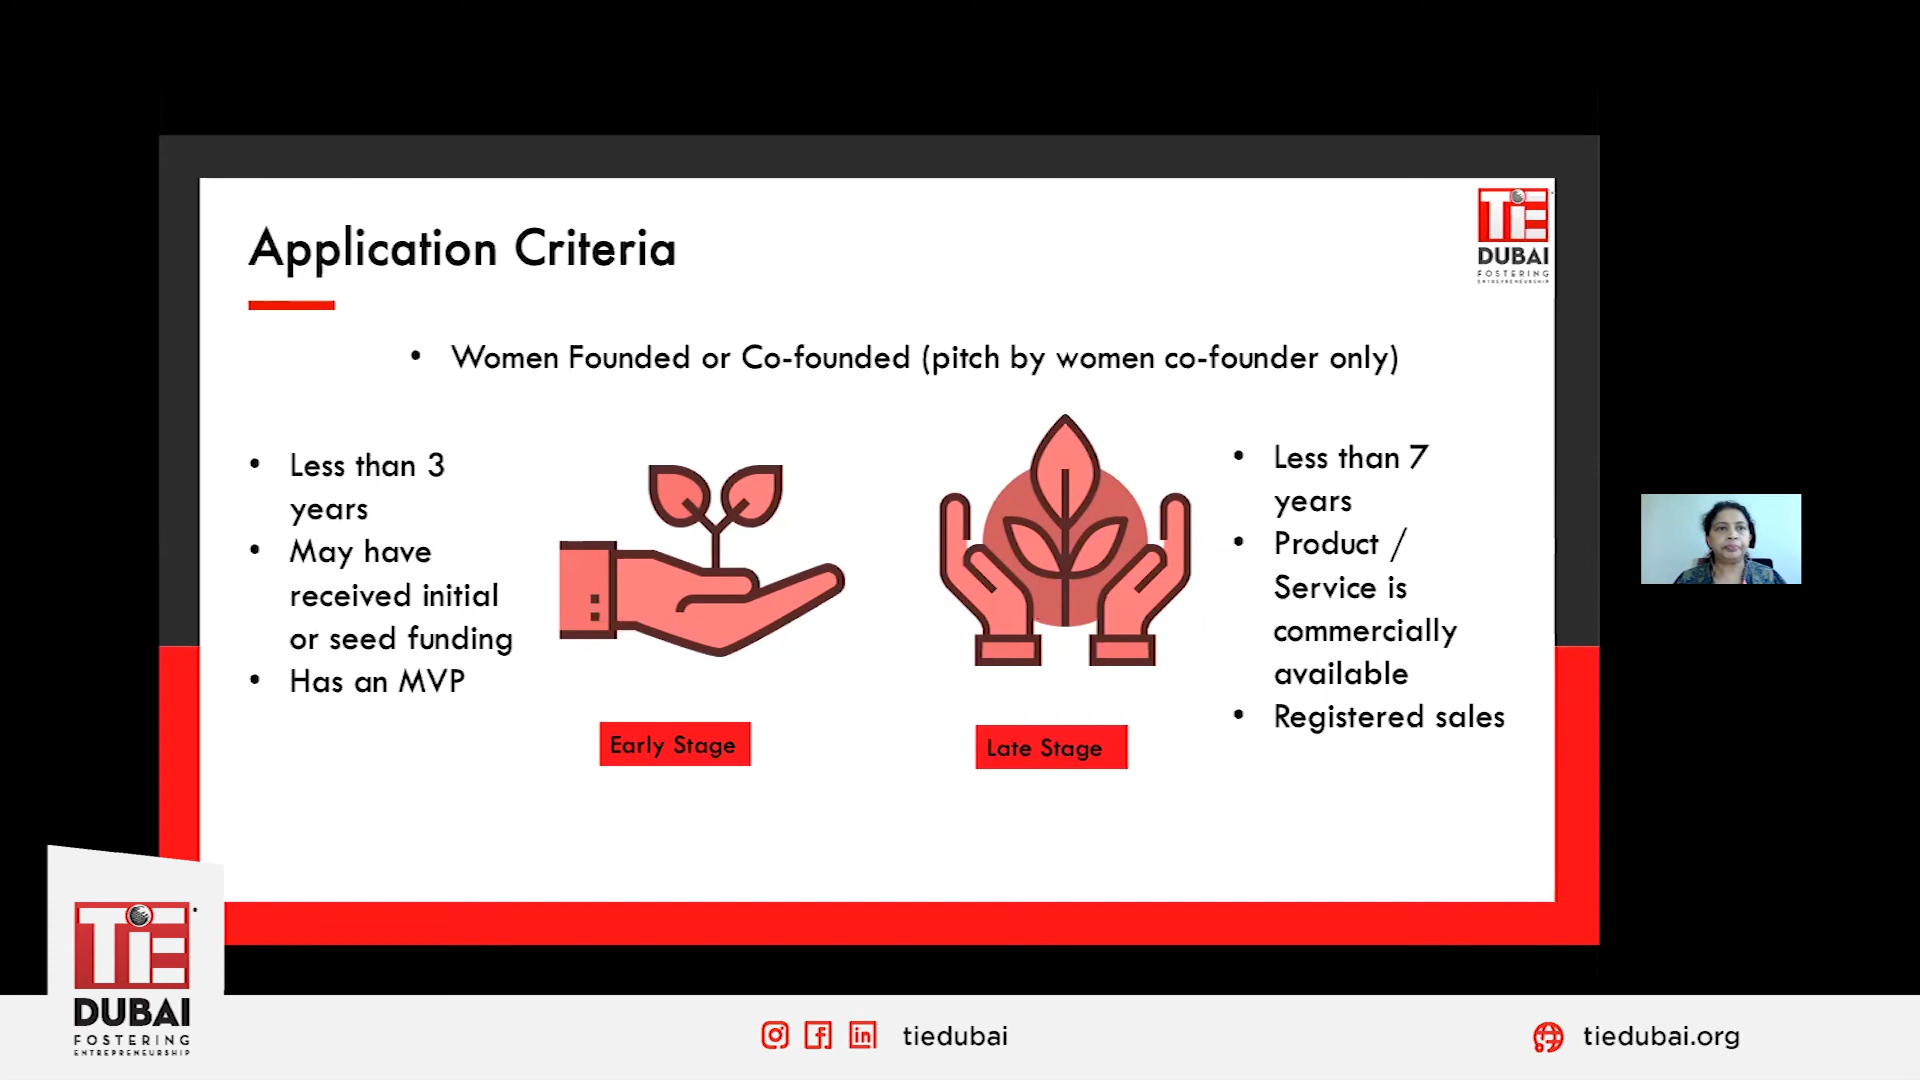 Application Criteria
TiE
DUBAI
FOSTERING
ENTREPRENEURSHIP
• Women Founded or Co-founded (pitch by women co-founder only)
• Less than 3
years
• May have
received initial
or seed funding
• Has an MVP
Early Stage
Late Stage
• Less than 7
years
• Product /
Service is
commercially
available
• Registered sales
TiE
DUBAI
FOSTERING
ENTREPRENEURSHIP
tiedubai
tiedubai.org